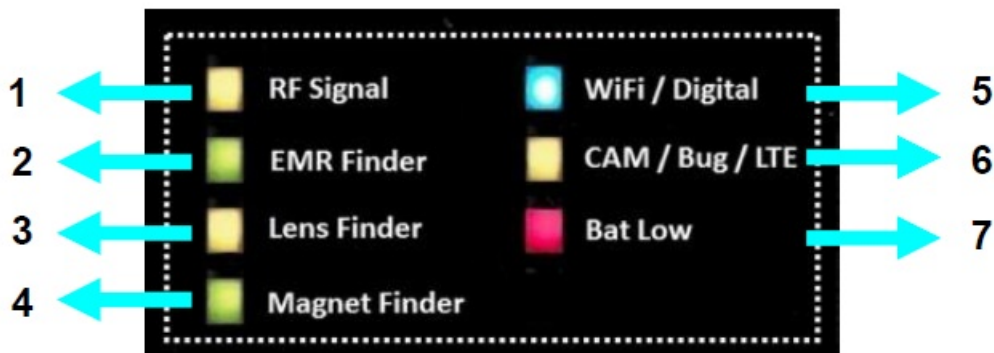 1
RF Signal
2
EMR Finder
3
Lens Finder
4
Magnet Finder
WiFi / Digital
5
CAM / Bug / LTE
6
Bat Low
7